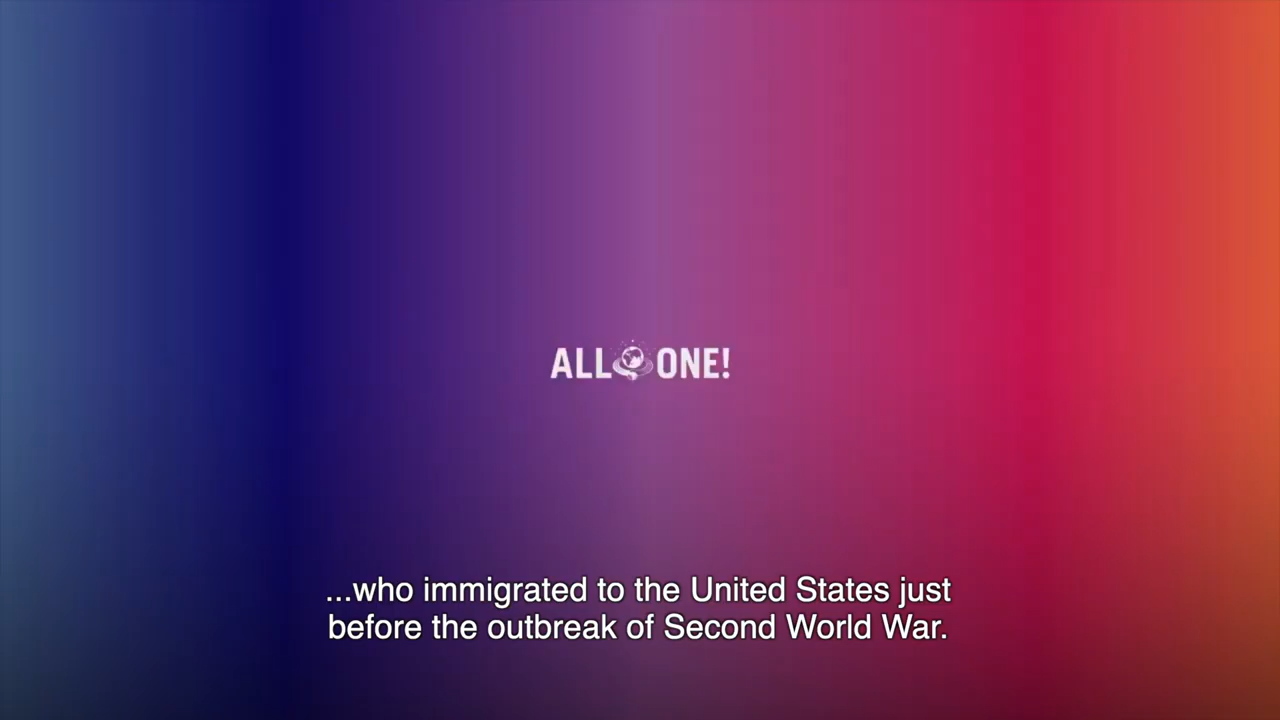 ALL ONE!
...who immigrated to the United States just
before the outbreak of Second World War.